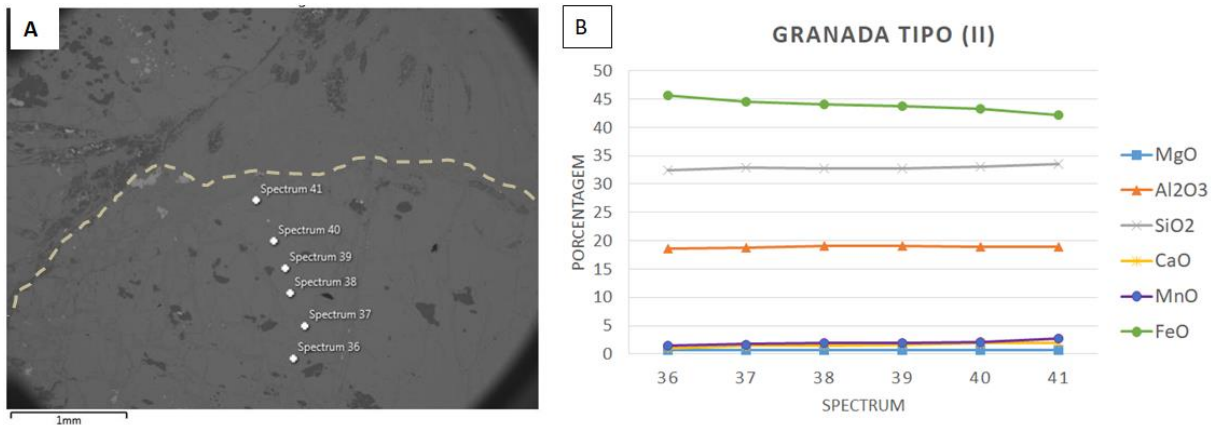 A
Spectrum 41
Spectrum 40
Spectrum 39
Spectrum 38
Spectrum 37
Spectrum 36
1mm
B
GRANADA TIPO (II)
PORCENTAGEM
50
45
40
35
30
25
20
15
10
5
0
36 37 38 39 40 41
SPECTRUM
MgO
Al2O3
SiO2
CaO
MnO
FeO